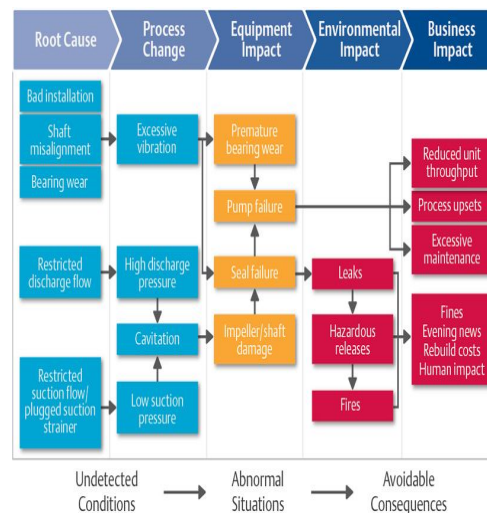 Root Cause
Process
Change
Equipment
Impact
Environmental
Impact
Business
Impact
Bad installation
Shaft
misalignment
Bearing wear
Excessive
vibration
Premature
bearing wear
Pump failure
Reduced unit
throughput
Process upsets
Excessive
maintenance
Restricted
discharge flow
High discharge
pressure
Seal failure
Leaks
Cavitation
Impeller/shaft
damage
Hazardous
releases
Fines
Evening news
Rebuild costs
Human impact
Restricted
suction flow/
plugged suction
strainer
Low suction
pressure
Fires
Undetected
Conditions
Abnormal
Situations
Avoidable
Consequences